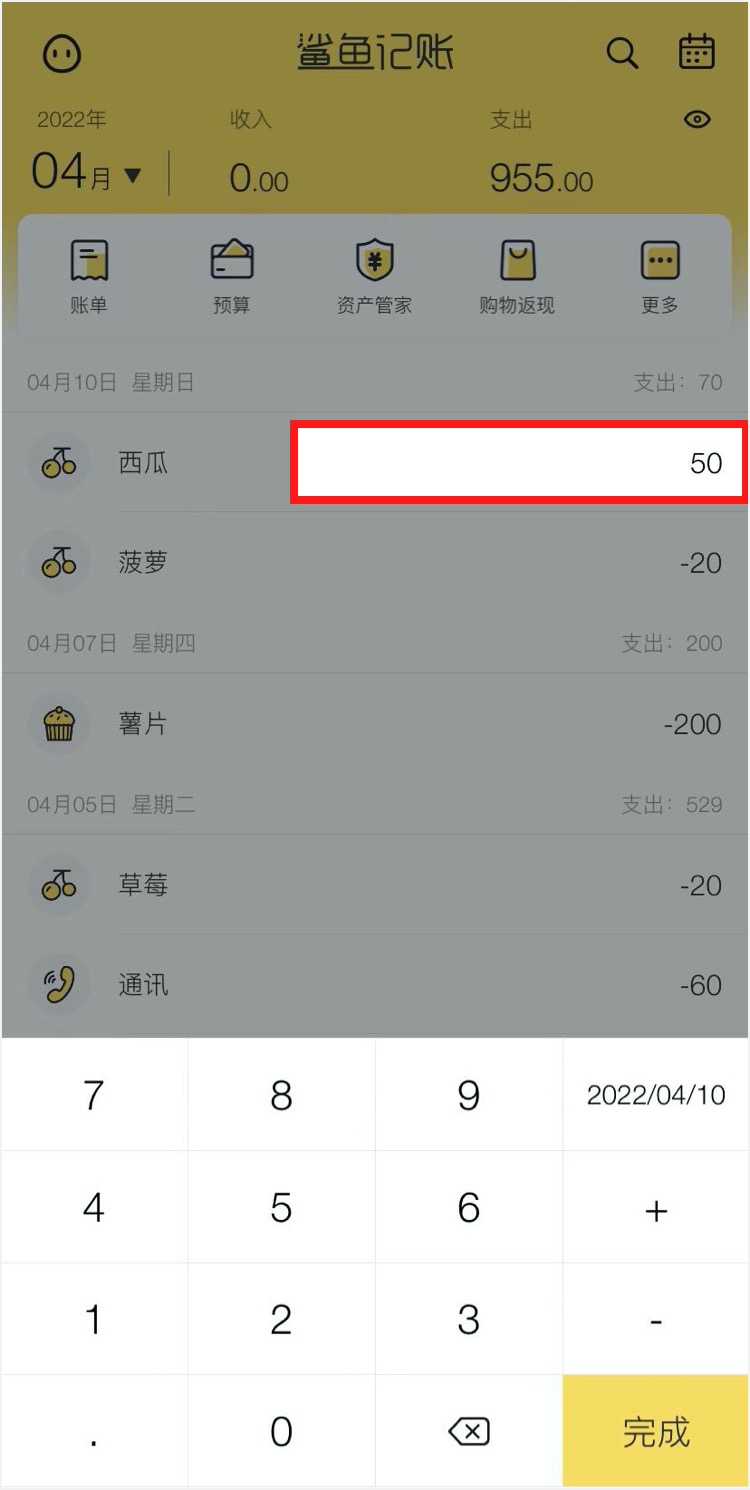 鲨鱼记账
2022年 收入 支出
04月 ▼ 0.00 955.00
¥
账单 预算 资产管家 购物返现 更多
04月10日 星期日 支出：70
西瓜 50
菠萝 -20
04月07日 星期四 支出：200
薯片 -200
04月05日 星期二 支出：529
草莓 -20
通讯 -60
7 8 9 2022/04/10
4 5 6 +
1 2 3 -
. 0 完成